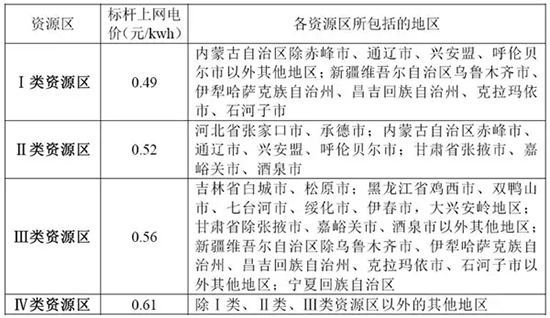 资源区
标杆上网电
价(元/kwh)
各资源区所包括的地区
Ⅰ类资源区
0.49
内蒙古自治区除赤峰市、通辽市、兴安盟、呼伦贝
尔市以外其他地区；新疆维吾尔自治区乌鲁木齐市、
伊犁哈萨克族自治州、昌吉回族自治州、克拉玛依
市、石河子市
Ⅱ类资源区
0.52
河北省张家口市、承德市；内蒙古自治区赤峰市、
通辽市、兴安盟、呼伦贝尔市；甘肃省张掖市、嘉
峪关市、酒泉市
Ⅲ类资源区
0.56
吉林省白城市、松原市；黑龙江省鸡西市、双鸭山
市、七台河市、绥化市、伊春市，大兴安岭地区；
甘肃省除张掖市、嘉峪关市、酒泉市以外其他地区；
新疆维吾尔自治区除乌鲁木齐市、伊犁哈萨克族自
治州、昌吉回族自治州、克拉玛依市、石河子市以
外其他地区；宁夏回族自治区
Ⅳ类资源区
0.61
除Ⅰ类、Ⅱ类、Ⅲ类资源区以外的其他地区